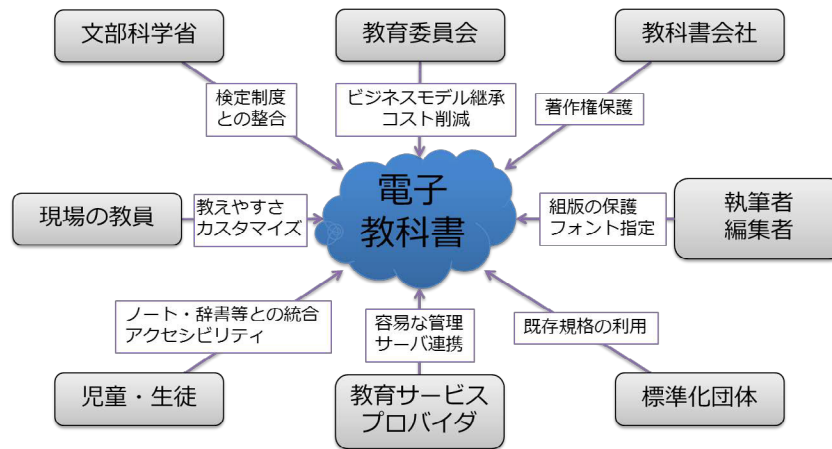 文部科学省
教育委員会
教科書会社
検定制度
との整合
ビジネスモデル継承
コスト削減
著作権保護
電子
教科書
現場の教員
教えやすさ
カスタマイズ
組版の保護
フォント指定
執筆者
編集者
ノート・辞書等との統合
アクセシビリティ
容易な管理
サーバ連携
既存規格の利用
児童・生徒
教育サービス
プロバイダ
標準化団体